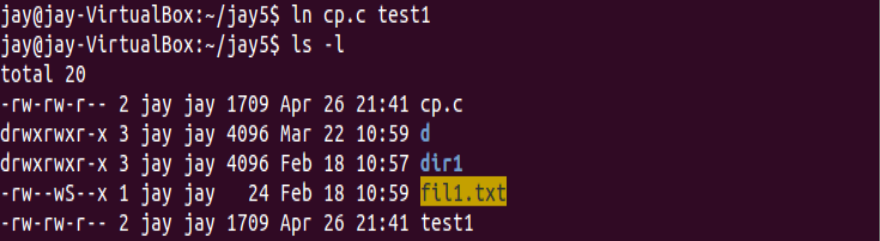 jay@jay-VirtualBox:~/jay5$ ln cp.c test1
jay@jay-VirtualBox:~/jay5$ ls -l
total 20
-rw-rw-r-- 2 jay jay 1709 Apr 26 21:41 cp.c
drwxrwxr-x 3 jay jay 4096 Mar 22 10:59 d
drwxrwxr-x 3 jay jay 4096 Feb 18 10:57 dir1
-rw--wS--x 1 jay jay   24 Feb 18 10:59 fil1.txt
-rw-rw-r-- 2 jay jay 1709 Apr 26 21:41 test1